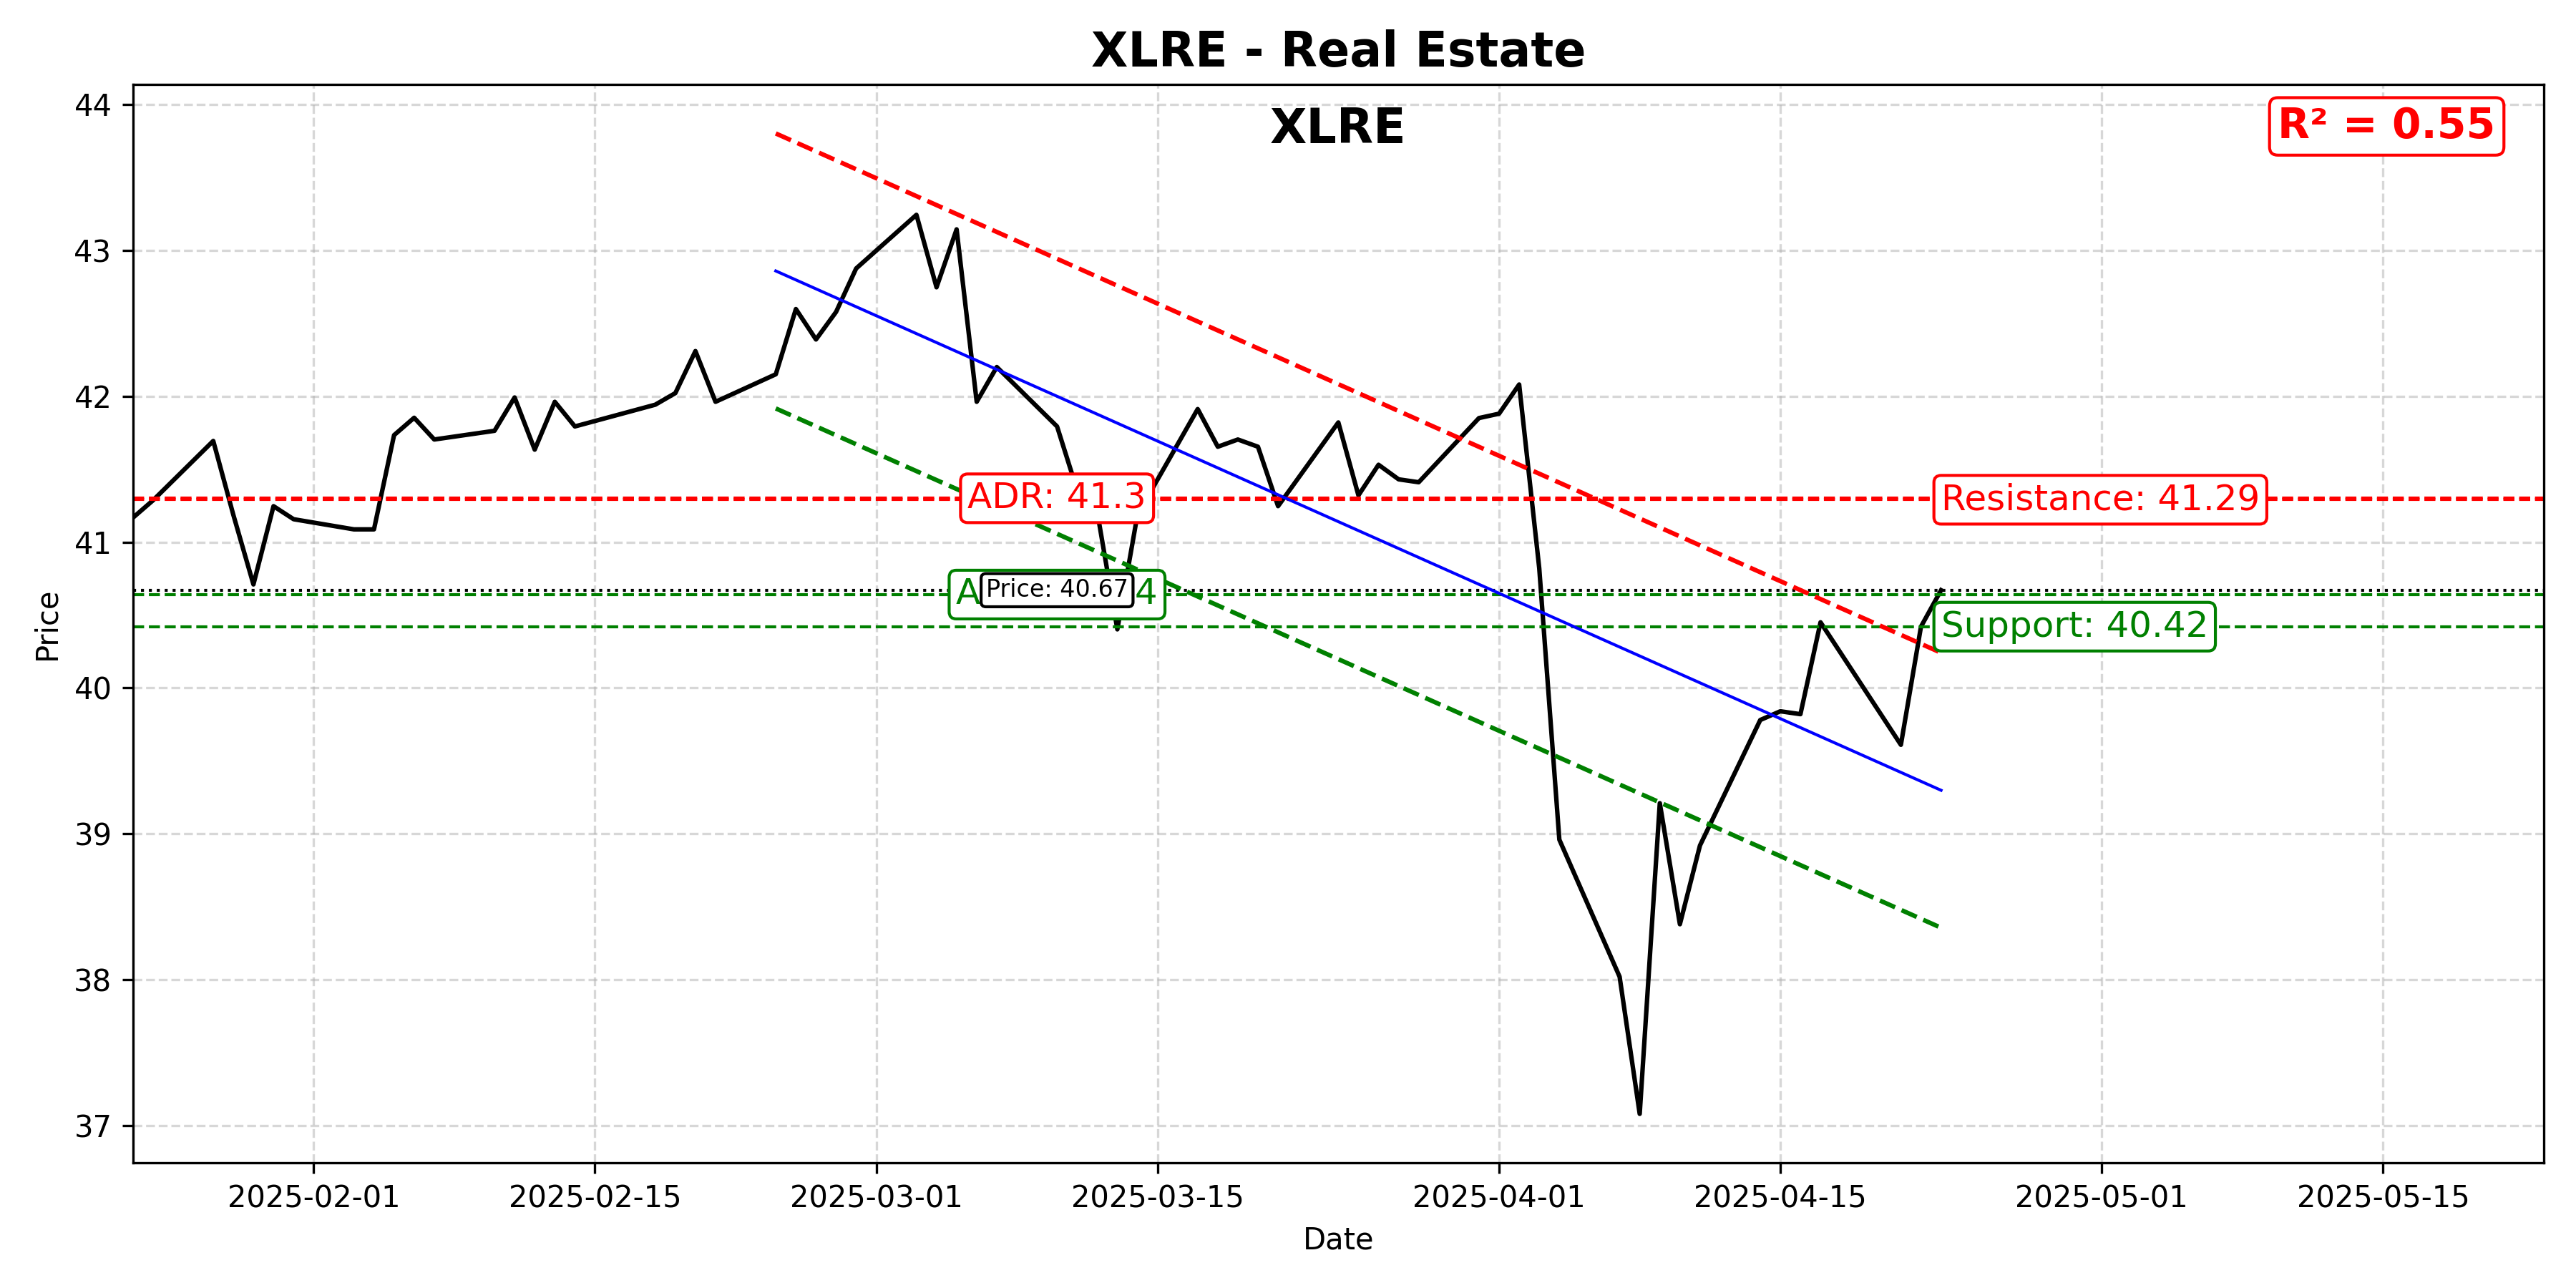 XLRE - Real Estate
XLRE
R² = 0.55
44
43
42
41
40
39
38
37
Price
ADR: 41.3
Resistance: 41.29
Price: 40.67
Support: 40.42
2025-02-01
2025-02-15
2025-03-01
2025-03-15
2025-04-01
2025-04-15
2025-05-01
2025-05-15
Date